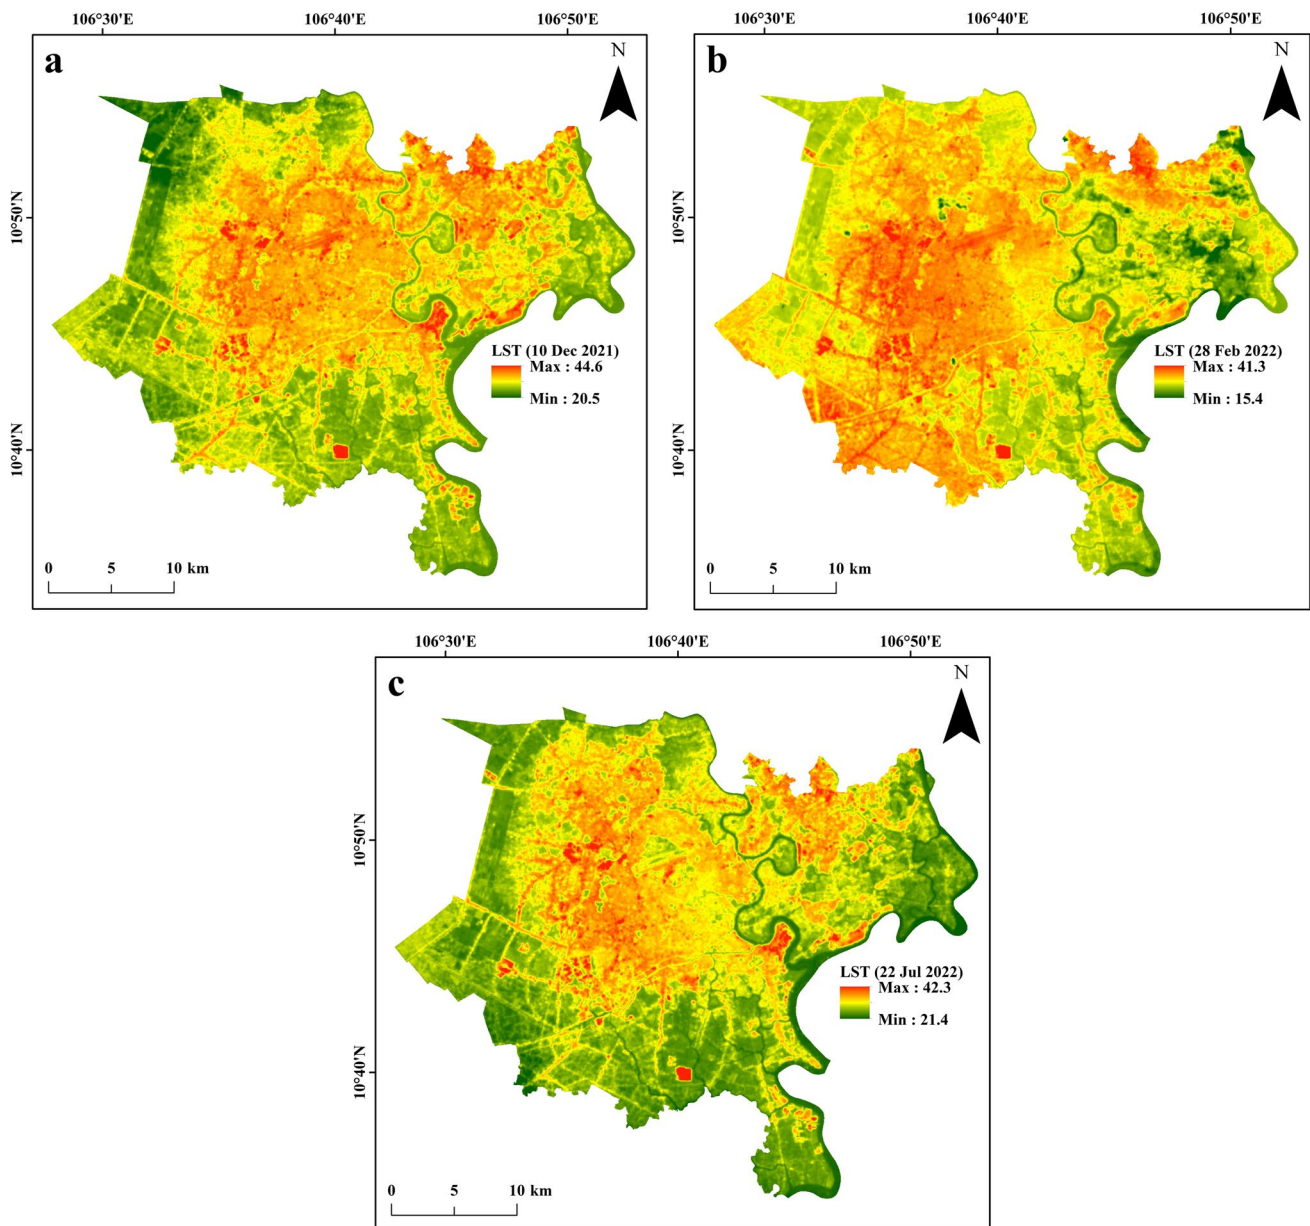 106°30'E 106°40'E 106°50'E
a
N
10°50'N
10°40'N
LST (10 Dec 2021)
Max : 44.6
Min : 20.5
0 5 10 km
106°30'E 106°40'E 106°50'E
b
N
10°50'N
10°40'N
LST (28 Feb 2022)
Max : 41.3
Min : 15.4
0 5 10 km
106°30'E 106°40'E 106°50'E
c
N
10°50'N
10°40'N
LST (22 Jul 2022)
Max : 42.3
Min : 21.4
0 5 10 km